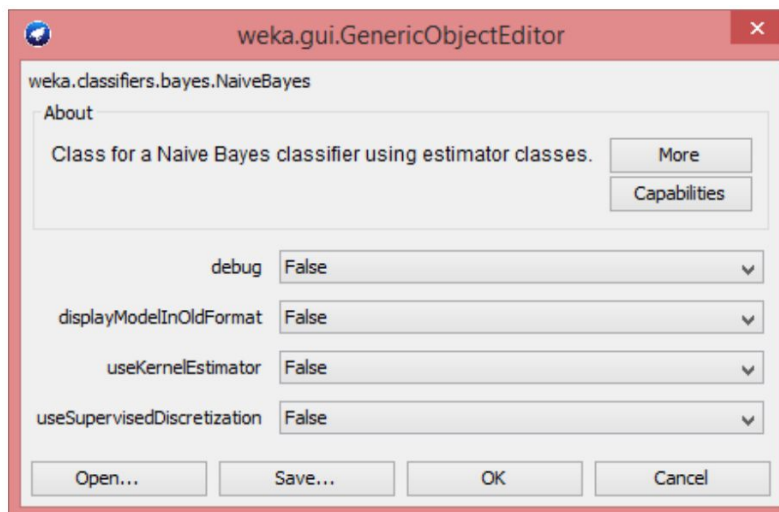 weka.gui.GenericObjectEditor
weka.classifiers.bayes.NaiveBayes
About
Class for a Naive Bayes classifier using estimator classes.
More
Capabilities
debug False
displayModelInOldFormat False
useKernelEstimator False
useSupervisedDiscretization False
Open... Save... OK Cancel